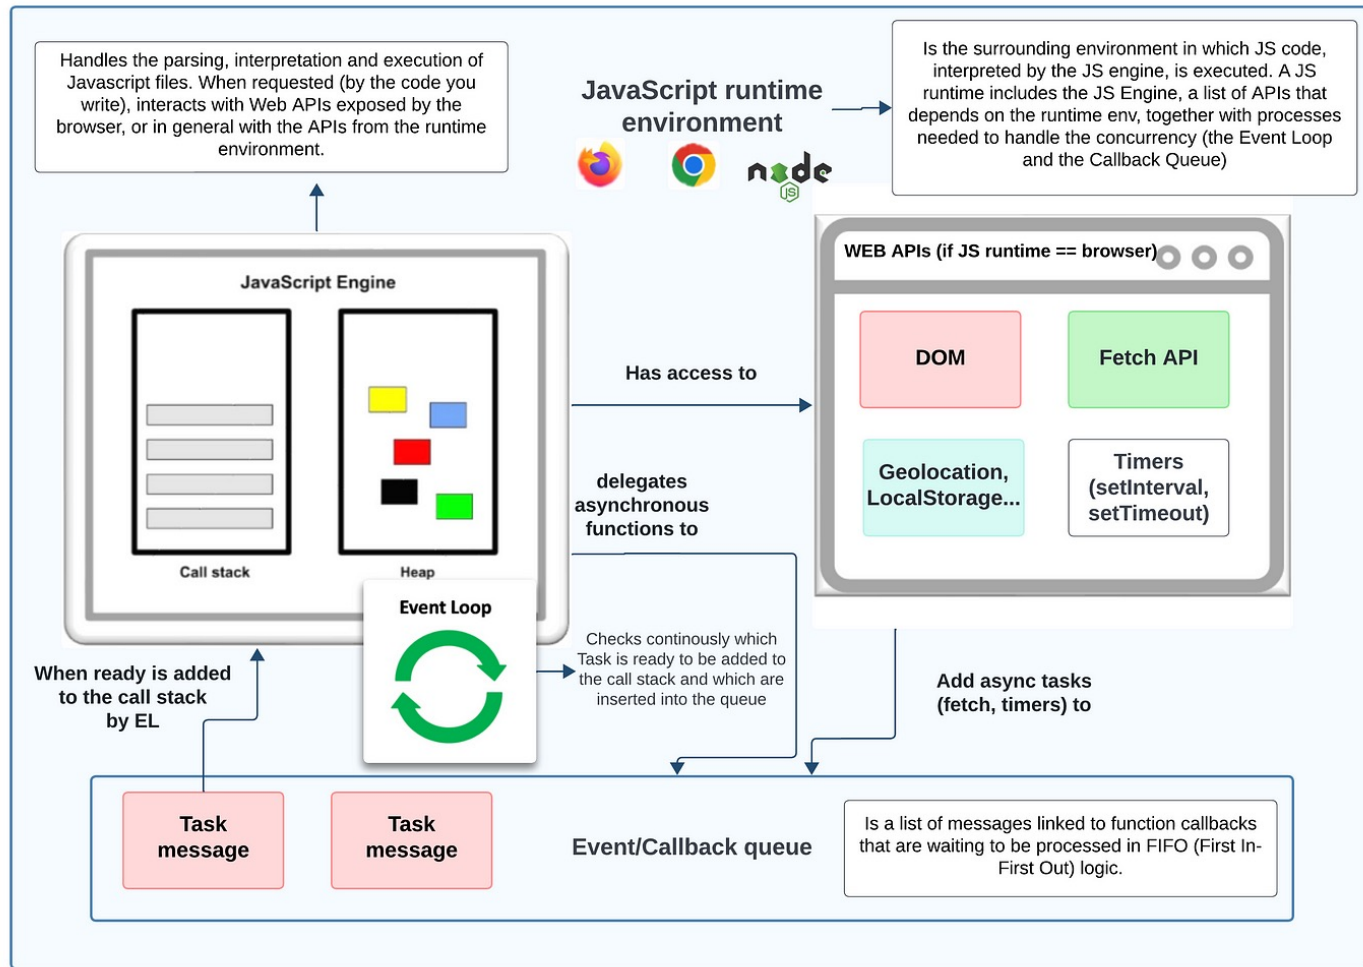 Handles the parsing, interpretation and execution of
Javascript files. When requested (by the code you
write), interacts with Web APIs exposed by the
browser, or in general with the APIs from the runtime
environment.
JavaScript runtime
environment
node
JS
Is the surrounding environment in which JS code,
interpreted by the JS engine, is executed. A JS
runtime includes the JS Engine, a list of APIs that
depends on the runtime env, together with processes
needed to handle the concurrency (the Event Loop
and the Callback Queue)
JavaScript Engine
Call stack
Heap
Has access to
WEB APIs (if JS runtime == browser)
DOM
Fetch API
Geolocation,
LocalStorage...
Timers
(setInterval,
setTimeout)
delegates
asynchronous
functions to
Event Loop
Checks continously which
Task is ready to be added to
the call stack and which are
inserted into the queue
When ready is added
to the call stack
by EL
Add async tasks
(fetch, timers) to
Task
message
Task
message
Event/Callback queue
Is a list of messages linked to function callbacks
that are waiting to be processed in FIFO (First In-
First Out) logic.